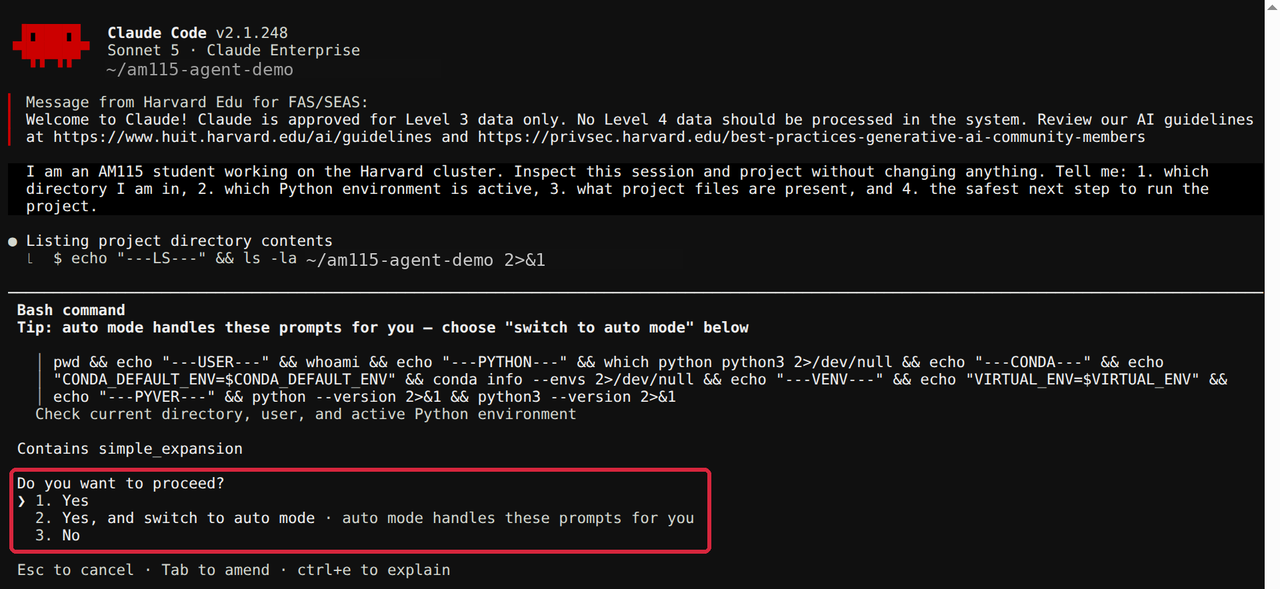 Claude Code v2.1.248
Sonnet 5 · Claude Enterprise
~/am115-agent-demo
Message from Harvard Edu for FAS/SEAS:
Welcome to Claude! Claude is approved for Level 3 data only. No Level 4 data should be processed in the system. Review our AI guidelines
at https://www.huit.harvard.edu/ai/guidelines and https://privsec.harvard.edu/best-practices-generative-ai-community-members
I am an AM115 student working on the Harvard cluster. Inspect this session and project without changing anything. Tell me: 1. which
directory I am in, 2. which Python environment is active, 3. what project files are present, and 4. the safest next step to run the
project.
● Listing project directory contents
⎿ $ echo "---LS---" && ls -la ~/am115-agent-demo 2>&1
Bash command
Tip: auto mode handles these prompts for you — choose "switch to auto mode" below
│ pwd && echo "---USER---" && whoami && echo "---PYTHON---" && which python python3 2>/dev/null && echo "---CONDA---" && echo
│ "CONDA_DEFAULT_ENV=$CONDA_DEFAULT_ENV" && conda info --envs 2>/dev/null && echo "---VENV---" && echo "VIRTUAL_ENV=$VIRTUAL_ENV" &&
│ echo "---PYVER---" && python --version 2>&1 && python3 --version 2>&1
Check current directory, user, and active Python environment
Contains simple_expansion
Do you want to proceed?
❯ 1. Yes
2. Yes, and switch to auto mode · auto mode handles these prompts for you
3. No
Esc to cancel · Tab to amend · ctrl+e to explain